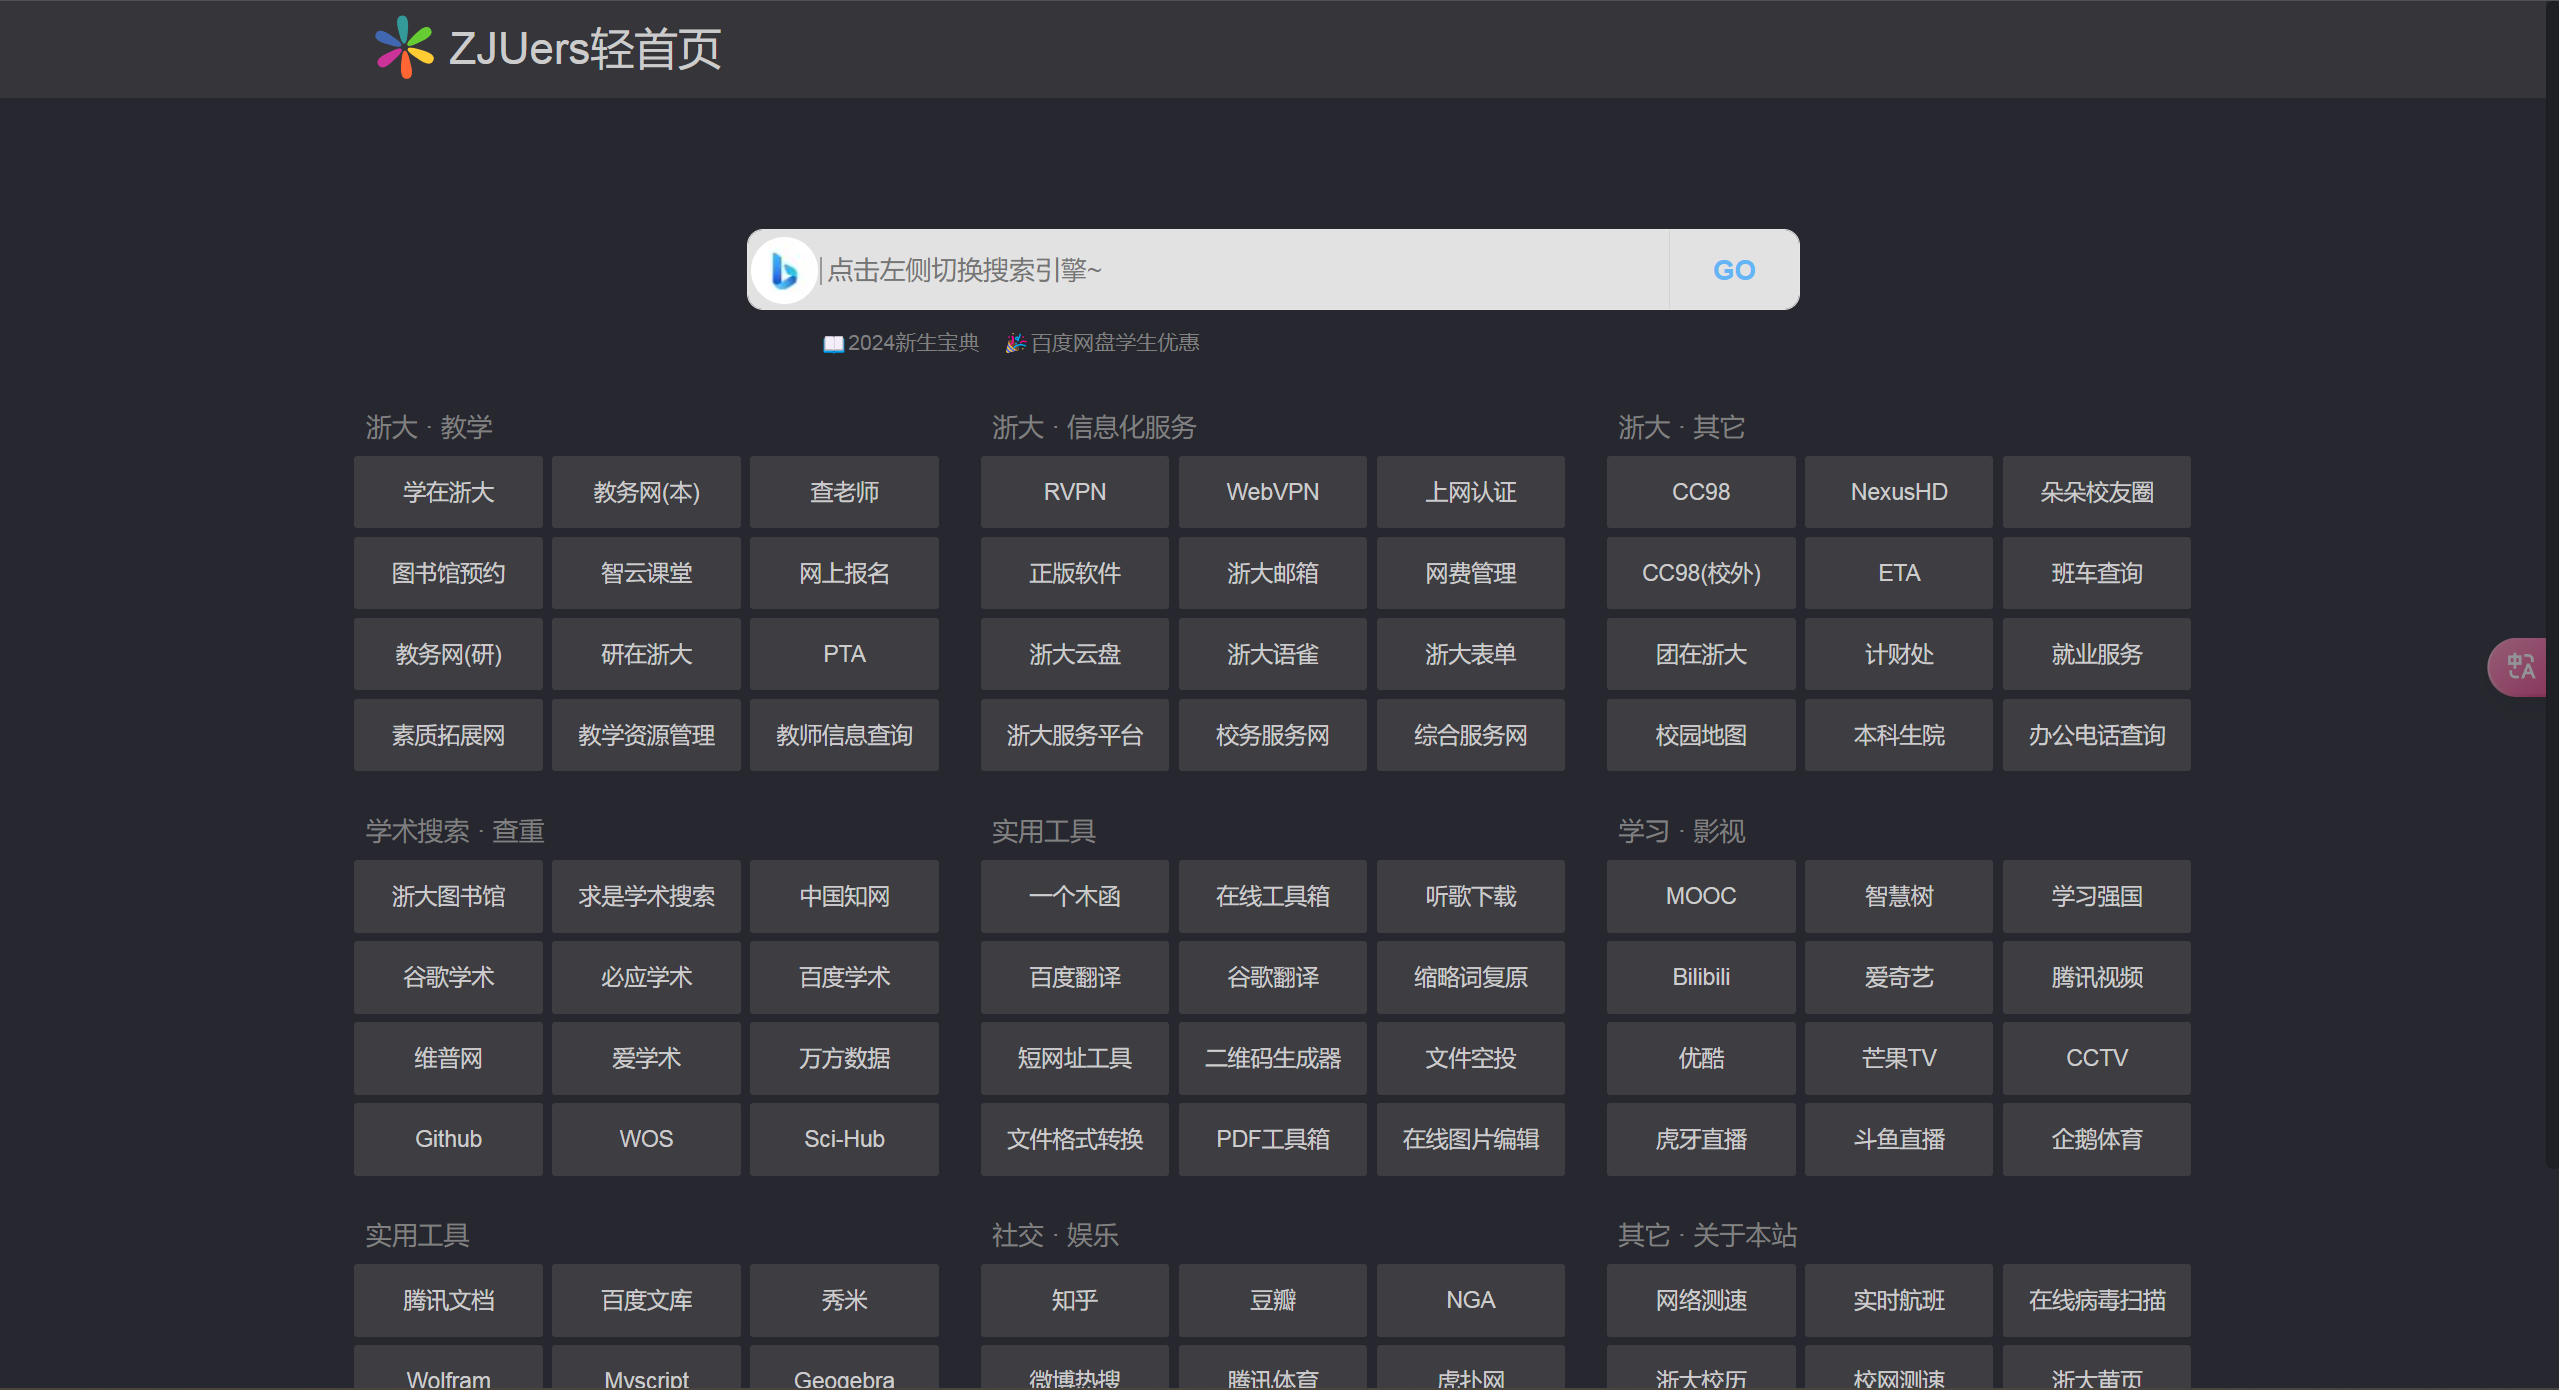 ZJUers轻首页
点击左侧切换搜索引擎~
GO
2024新生宝典 百度网盘学生优惠
浙大 · 教学
学在浙大 教务网(本) 查老师
图书馆预约 智云课堂 网上报名
教务网(研) 研在浙大 PTA
素质拓展网 教学资源管理 教师信息查询
浙大 · 信息化服务
RVPN WebVPN 上网认证
正版软件 浙大邮箱 网费管理
浙大云盘 浙大语雀 浙大表单
浙大服务平台 校务服务网 综合服务网
浙大 · 其它
CC98 NexusHD 朵朵校友圈
CC98(校外) ETA 班车查询
团在浙大 计财处 就业服务
校园地图 本科生院 办公电话查询
学术搜索 · 查重
浙大图书馆 求是学术搜索 中国知网
谷歌学术 必应学术 百度学术
维普网 爱学术 万方数据
Github WOS Sci-Hub
实用工具
一个木函 在线工具箱 听歌下载
百度翻译 谷歌翻译 缩略词复原
短网址工具 二维码生成器 文件空投
文件格式转换 PDF工具箱 在线图片编辑
学习 · 影视
MOOC 智慧树 学习强国
Bilibili 爱奇艺 腾讯视频
优酷 芒果TV CCTV
虎牙直播 斗鱼直播 企鹅体育
实用工具
腾讯文档 百度文库 秀米
Wolfram Myscript Geogebra
社交 · 娱乐
知乎 豆瓣 NGA
微博热搜 腾讯体育 虎扑网
其它 · 关于本站
网络测速 实时航班 在线病毒扫描
浙大校历 校网测速 浙大黄页
中A